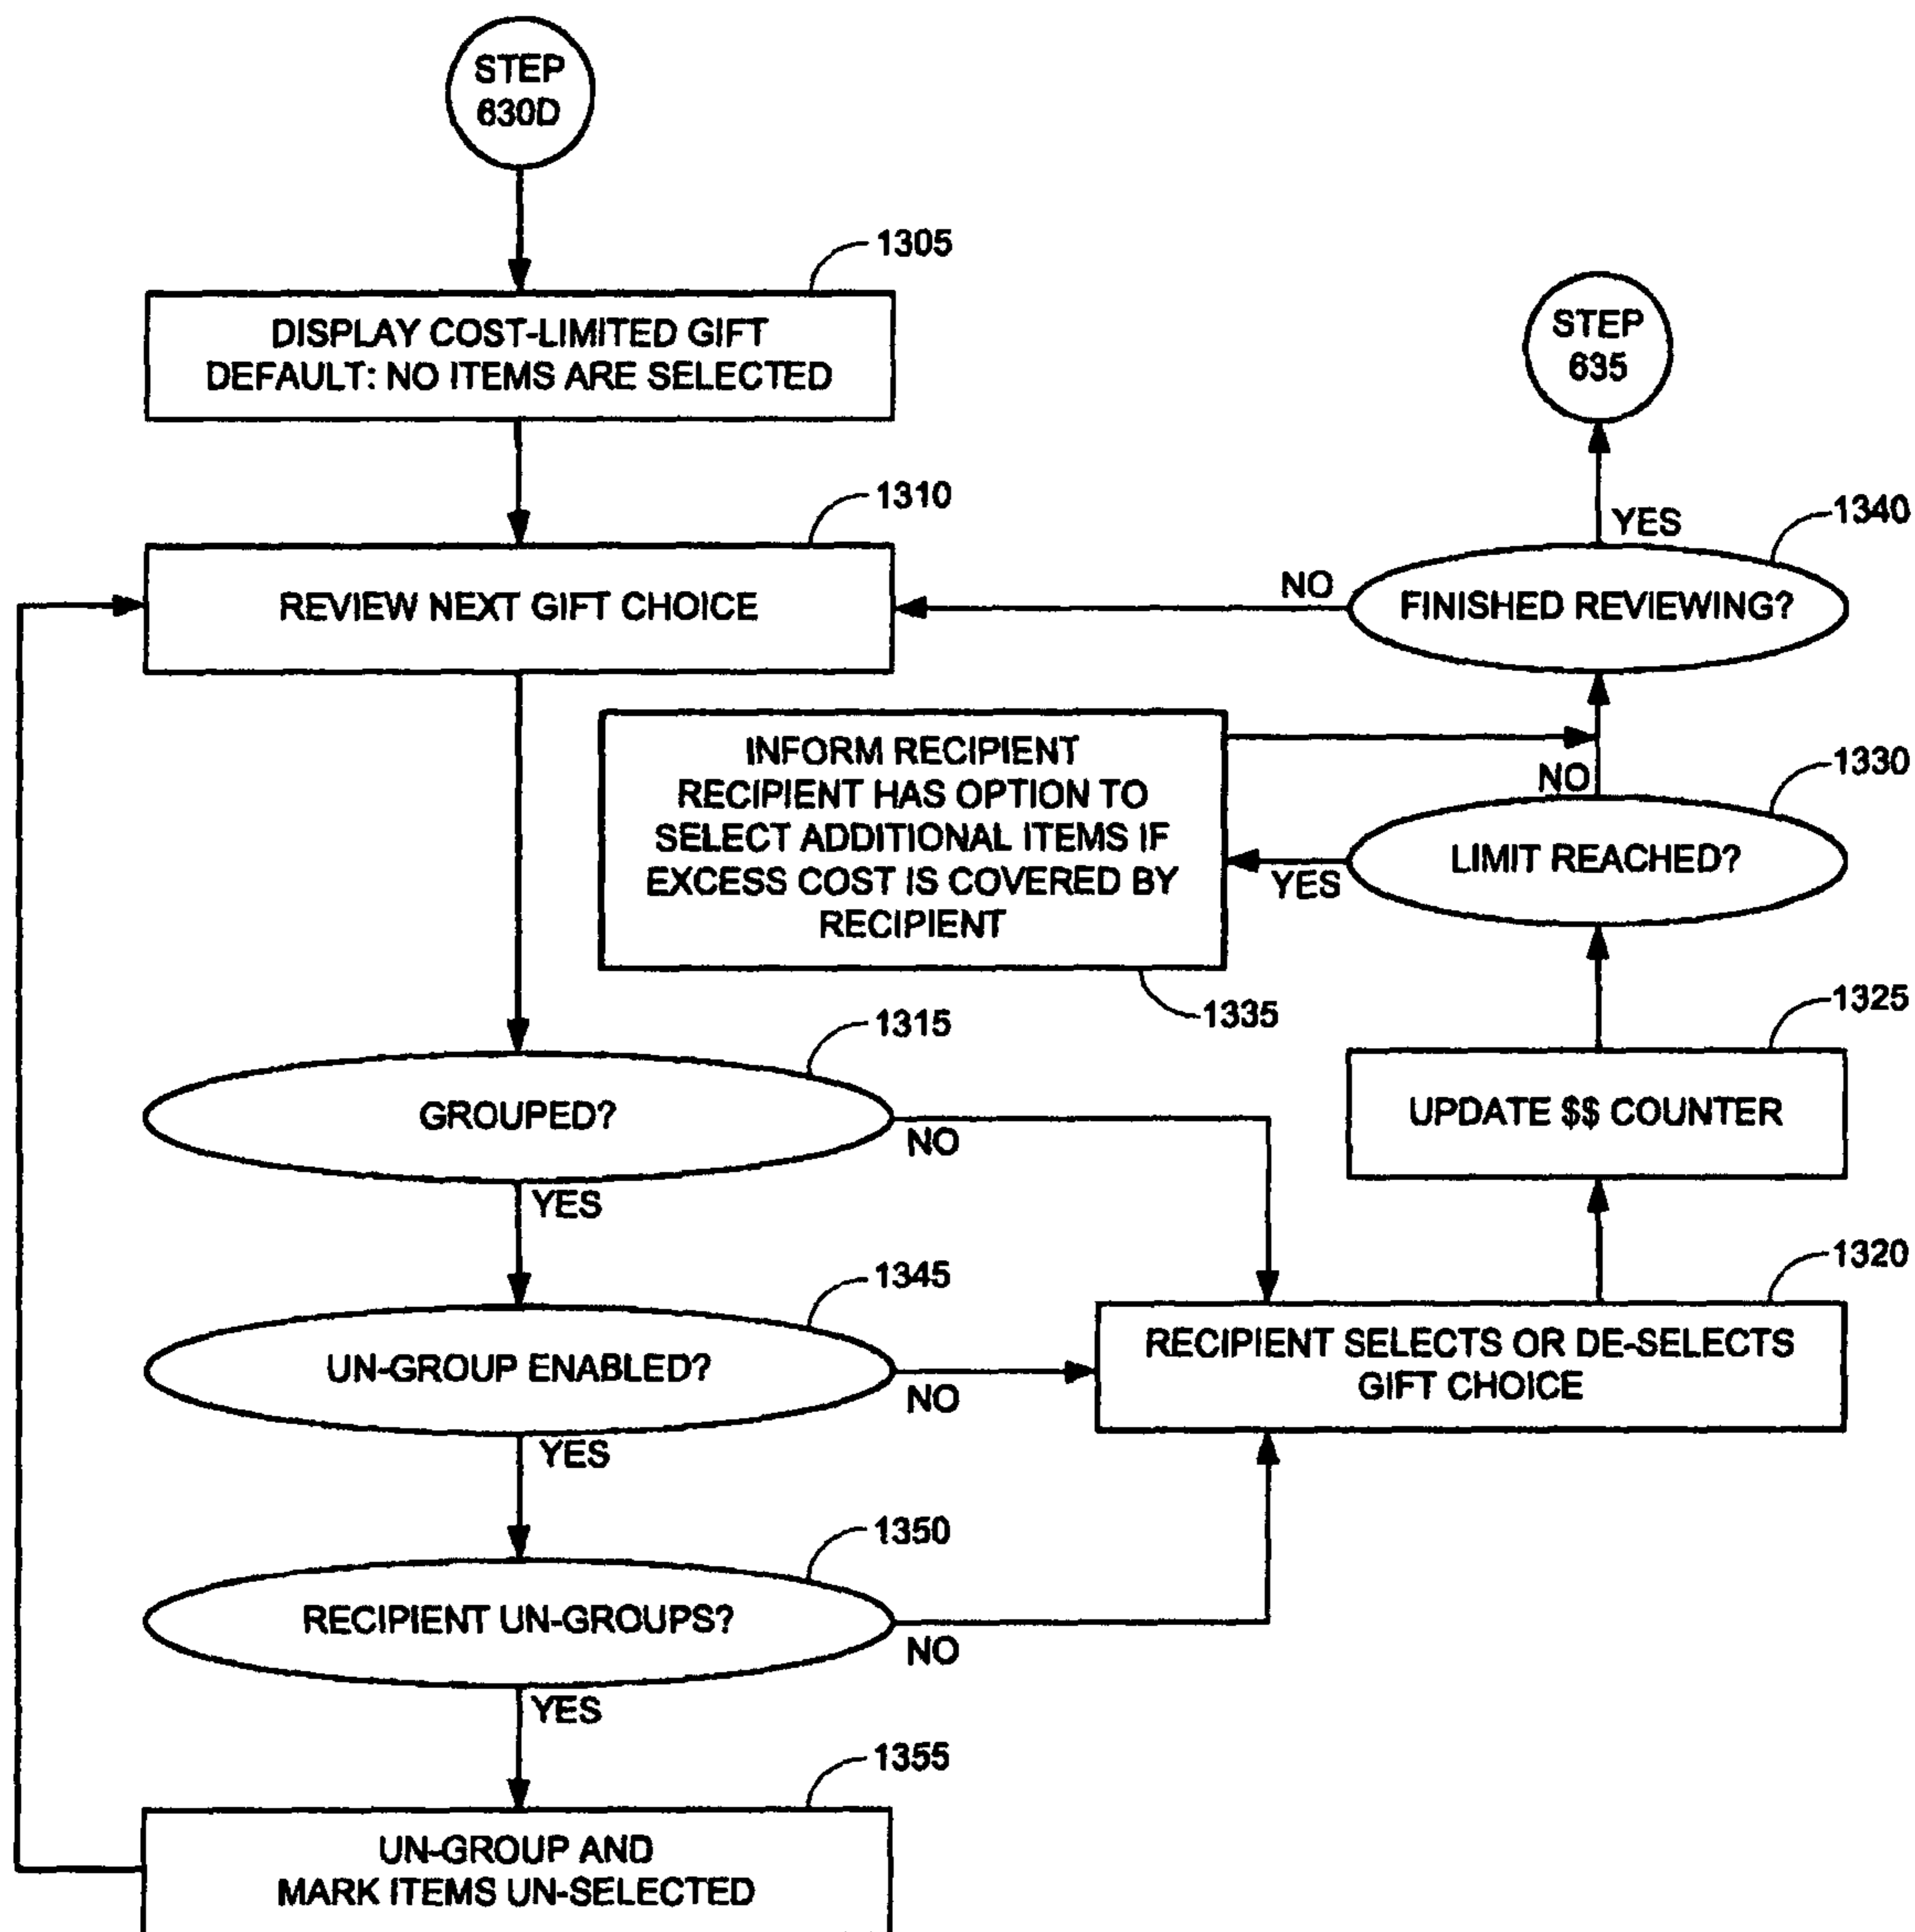 STEP
630D
1305
DISPLAY COST-LIMITED GIFT
DEFAULT: NO ITEMS ARE SELECTED
STEP
635
1310
REVIEW NEXT GIFT CHOICE
YES
1340
NO
FINISHED REVIEWING?
INFORM RECIPIENT
RECIPIENT HAS OPTION TO
SELECT ADDITIONAL ITEMS IF
EXCESS COST IS COVERED BY
RECIPIENT
1335
NO
1330
LIMIT REACHED?
YES
1315
GROUPED?
NO
YES
1325
UPDATE $$ COUNTER
1345
UN-GROUP ENABLED?
NO
YES
1320
RECIPIENT SELECTS OR DE-SELECTS
GIFT CHOICE
1350
RECIPIENT UN-GROUPS?
NO
YES
1355
UN-GROUP AND
MARK ITEMS UN-SELECTED